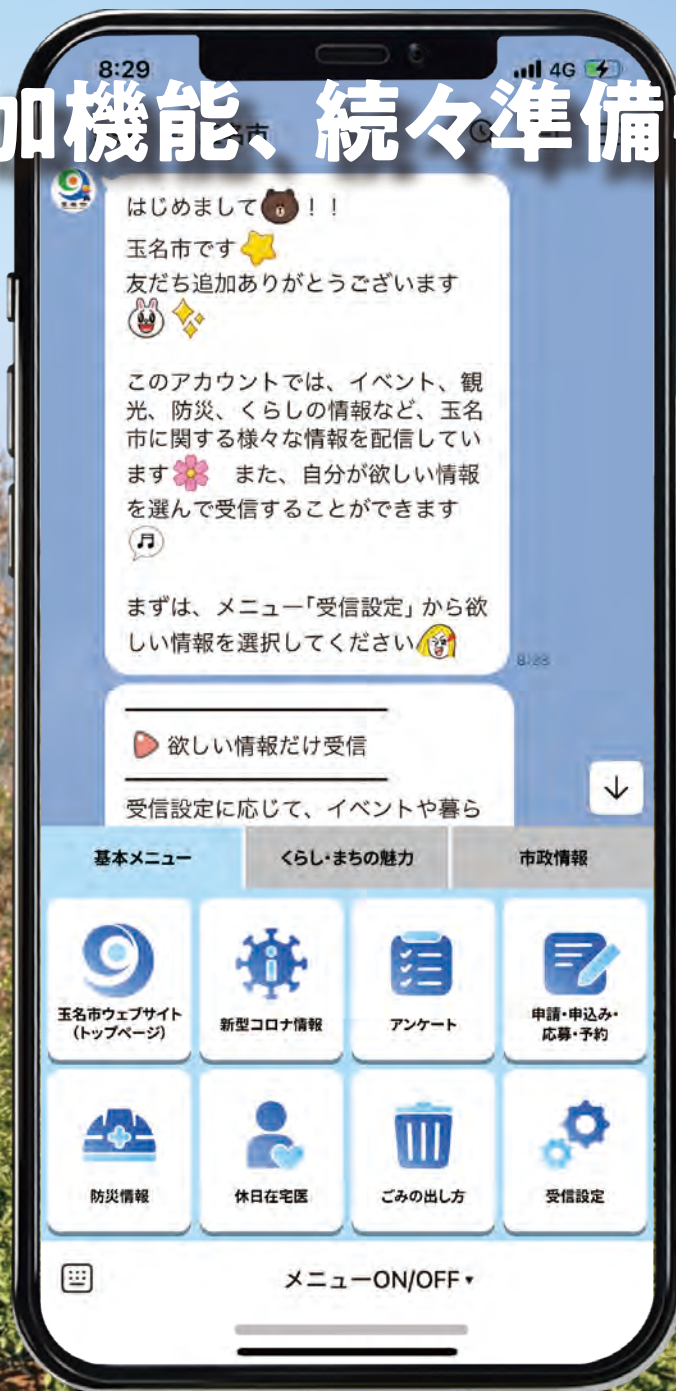 8:29
4G
加機能、続々準備
名市
はじめまして！！
玉名市です
友だち追加ありがとうございます
このアカウントでは、イベント、観
光、防災、くらしの情報など、玉名
市に関する様々な情報を配信してい
ます　また、自分が欲しい情報
を選んで受信することができます
まずは、メニュー「受信設定」から欲
しい情報を選択してください
欲しい情報だけ受信
受信設定に応じて、イベントや暮ら
基本メニュー
くらし・まちの魅力
市政情報
玉名市ウェブサイト
（トップページ）
新型コロナ情報
アンケート
申請・申込み・
応募・予約
防災情報
休日在宅医
ごみの出し方
受信設定
メニューON/OFF▾